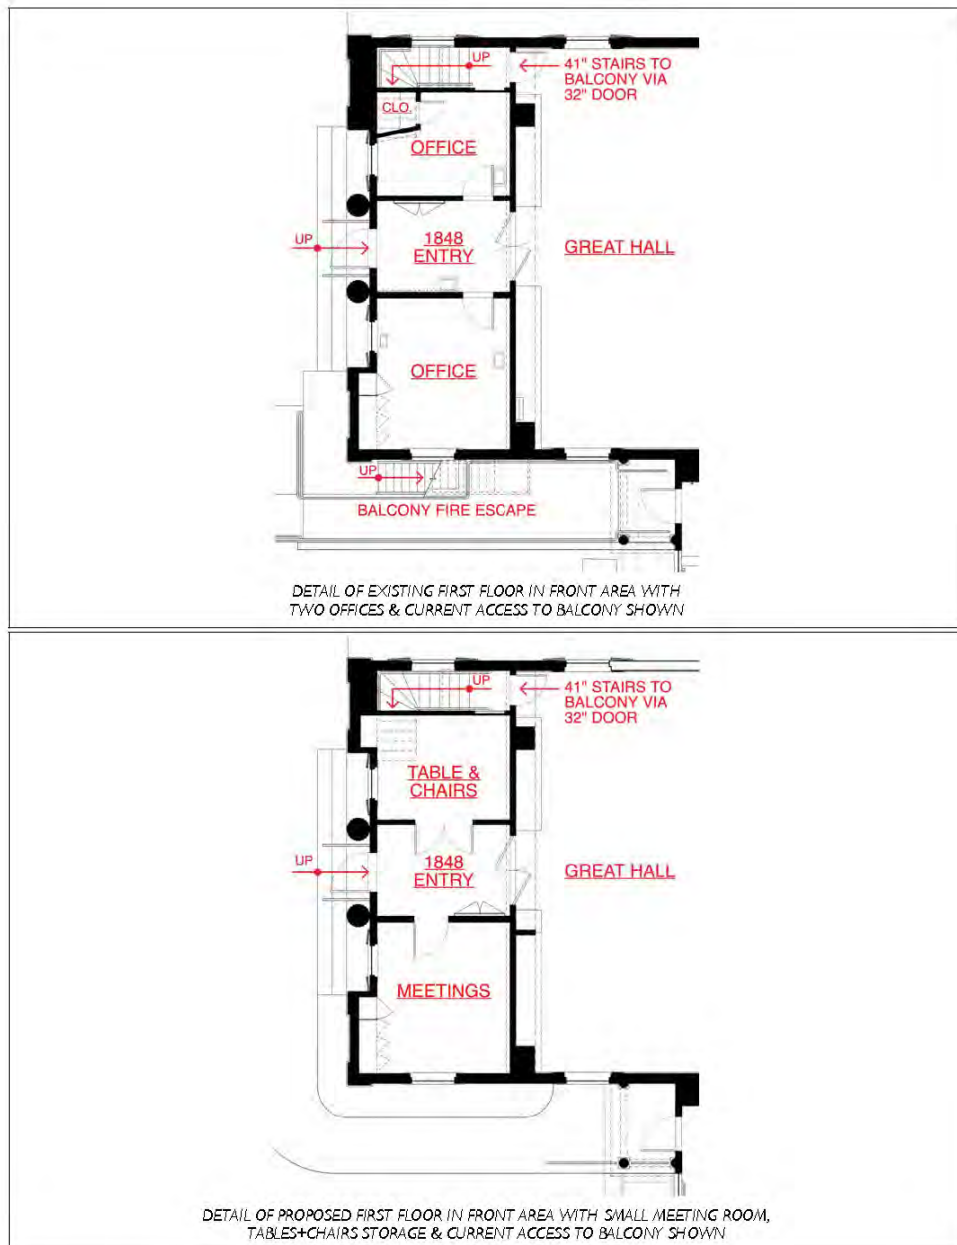 UP
41" STAIRS TO
BALCONY VIA
32" DOOR
CLO.
OFFICE
UP
1848
ENTRY
GREAT HALL
OFFICE
UP
BALCONY FIRE ESCAPE
DETAIL OF EXISTING FIRST FLOOR IN FRONT AREA WITH
TWO OFFICES & CURRENT ACCESS TO BALCONY SHOWN
UP
41" STAIRS TO
BALCONY VIA
32" DOOR
TABLE &
CHAIRS
UP
1848
ENTRY
GREAT HALL
MEETINGS
DETAIL OF PROPOSED FIRST FLOOR IN FRONT AREA WITH SMALL MEETING ROOM,
TABLES+CHAIRS STORAGE & CURRENT ACCESS TO BALCONY SHOWN